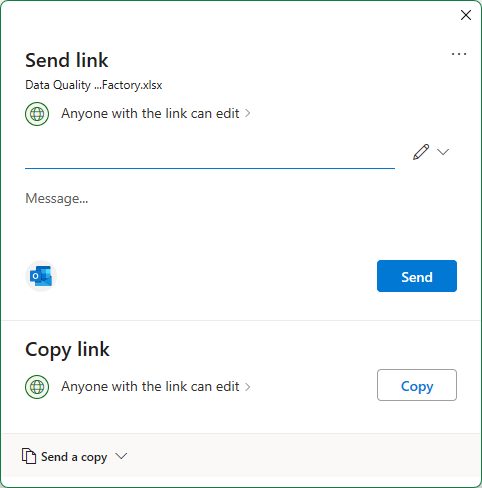 Send link
...
Data Quality ...Factory.xlsx
Anyone with the link can edit >
Message...
Send
Copy link
Anyone with the link can edit >
Copy
Send a copy